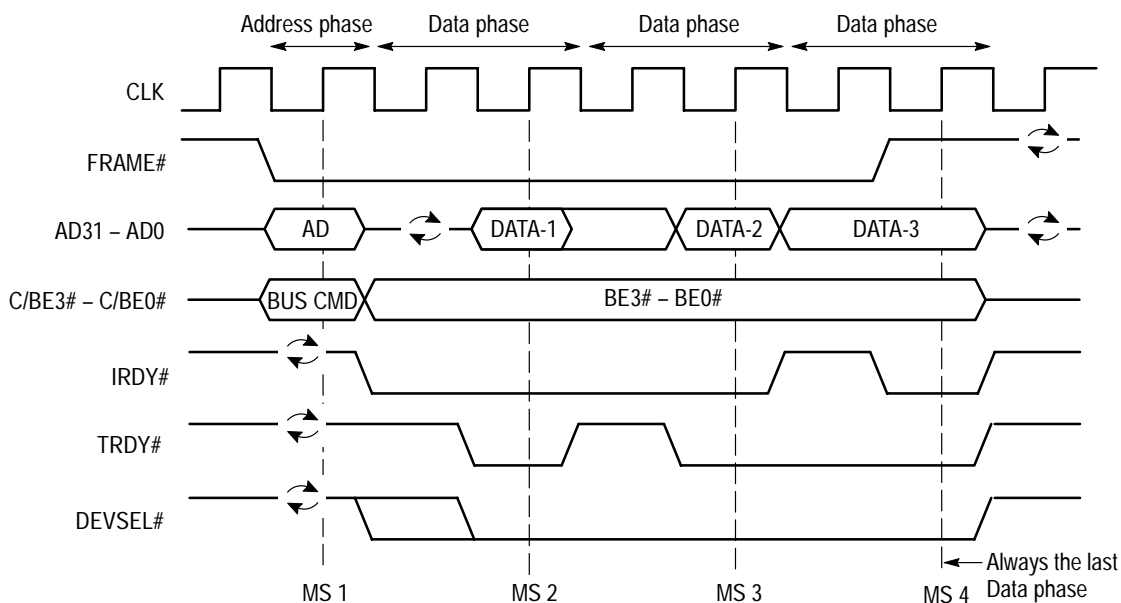 Address phase Data phase Data phase Data phase
CLK
FRAME#
AD31 – AD0 AD DATA-1 DATA-2 DATA-3
C/BE3# – C/BE0# BUS CMD BE3# – BE0#
IRDY#
TRDY#
DEVSEL#
MS 1 MS 2 MS 3 MS 4 Always the last
Data phase